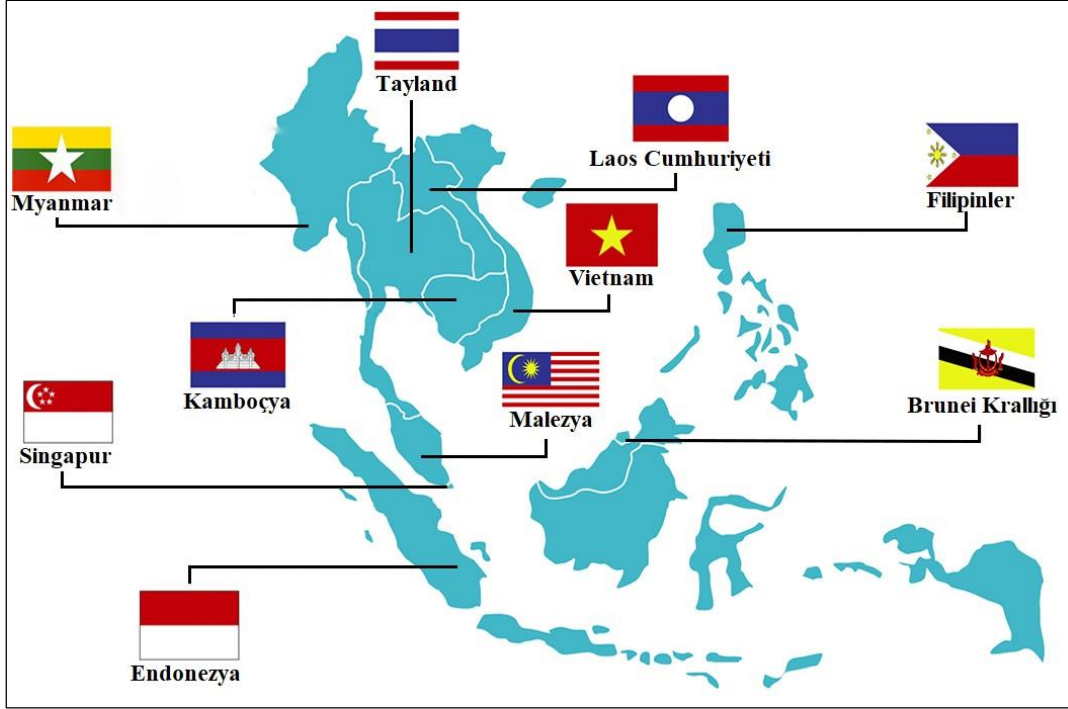 Tayland
Laos Cumhuriyeti
Myanmar
Filipinler
Vietnam
Kamboçya
Malezya
Brunei Krallığı
Singapur
Endonezya